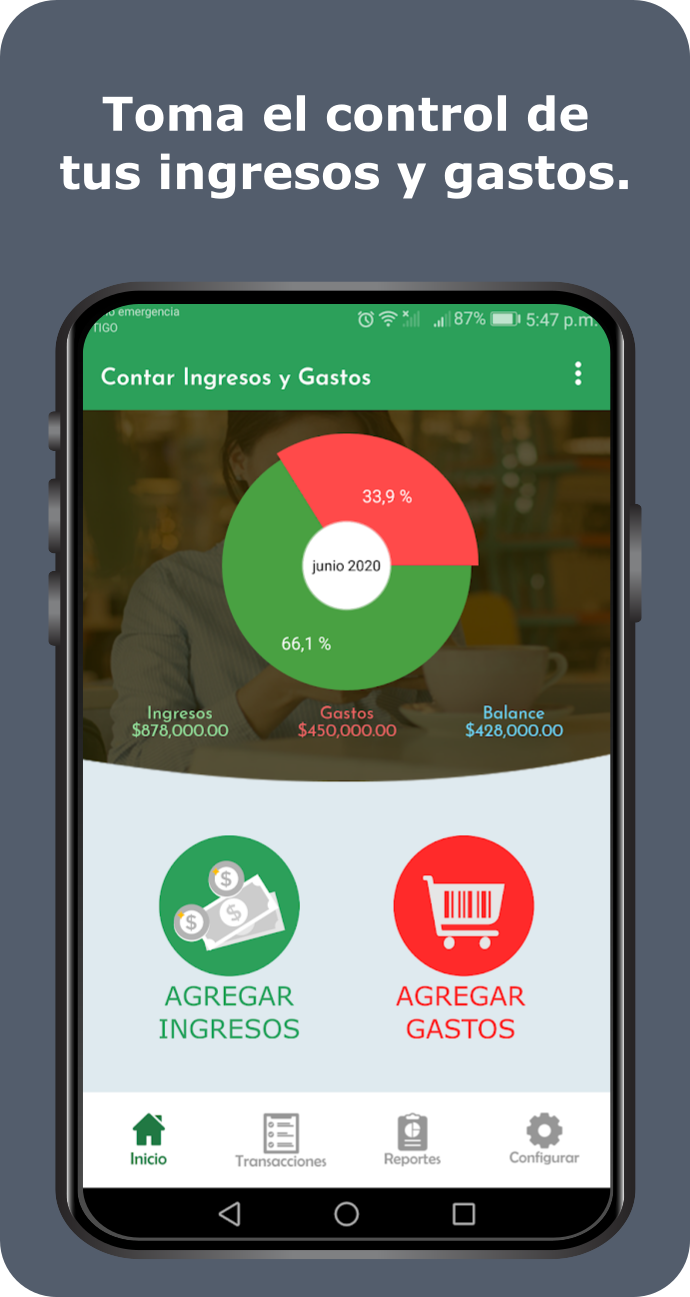 Toma el control de
tus ingresos y gastos.
emergencia
TIGO
87% 5:47 p.m.
Contar Ingresos y Gastos
33,9 %
junio 2020
66,1 %
Ingresos Gastos Balance
$878,000.00 $450,000.00 $428,000.00
AGREGAR
INGRESOS
AGREGAR
GASTOS
Inicio Transacciones Reportes Configurar